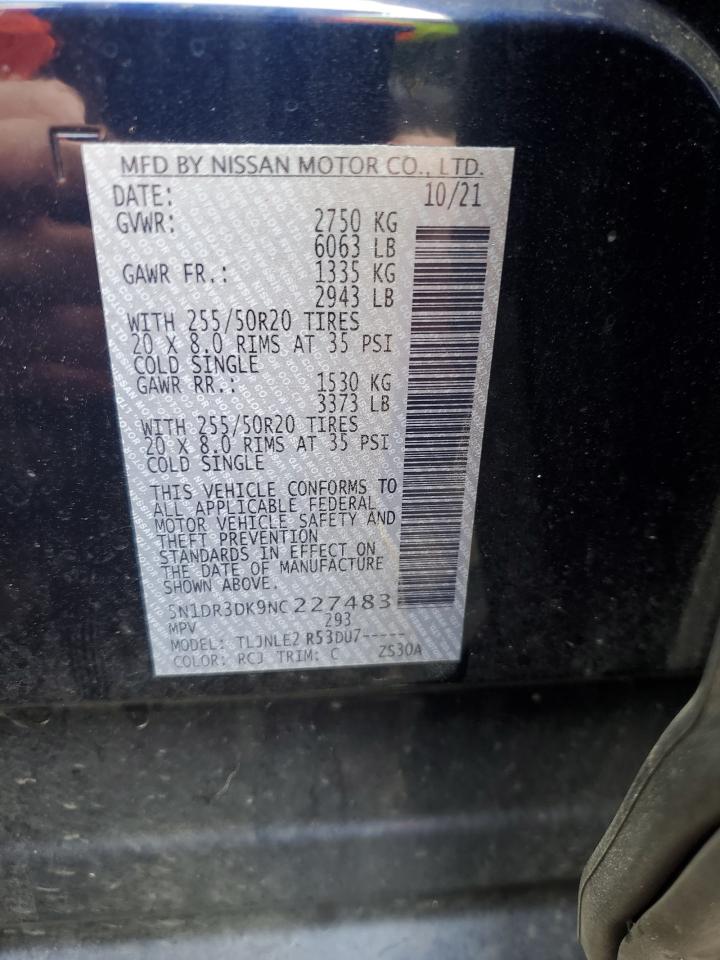 MFD BY NISSAN MOTOR CO., LTD.
DATE: 10/21
GVWR: 2750 KG
6063 LB
GAWR FR.: 1335 KG
2943 LB
WITH 255/50R20 TIRES
20 X 8.0 RIMS AT 35 PSI
COLD SINGLE
GAWR RR.: 1530 KG
3373 LB
WITH 255/50R20 TIRES
20 X 8.0 RIMS AT 35 PSI
COLD SINGLE
THIS VEHICLE CONFORMS TO
ALL APPLICABLE FEDERAL
MOTOR VEHICLE SAFETY AND
THEFT PREVENTION
STANDARDS IN EFFECT ON
THE DATE OF MANUFACTURE
SHOWN ABOVE.
5N1DR3DK9NC227483
MPV 293
MODEL: TLJNLE2 R53DU7-----
COLOR: RCJ TRIM: C ZS30A